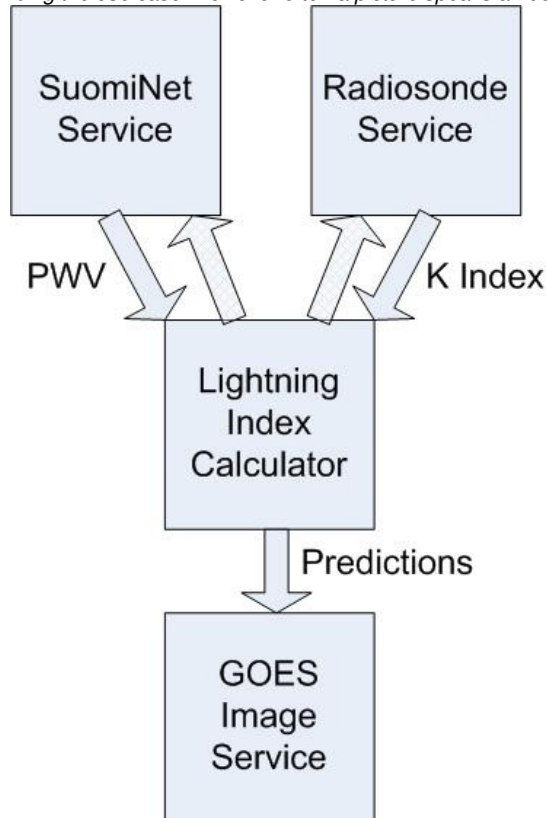 SuomiNet
Service
Radiosonde
Service
PWV
K Index
Lightning
Index
Calculator
Predictions
GOES
Image
Service